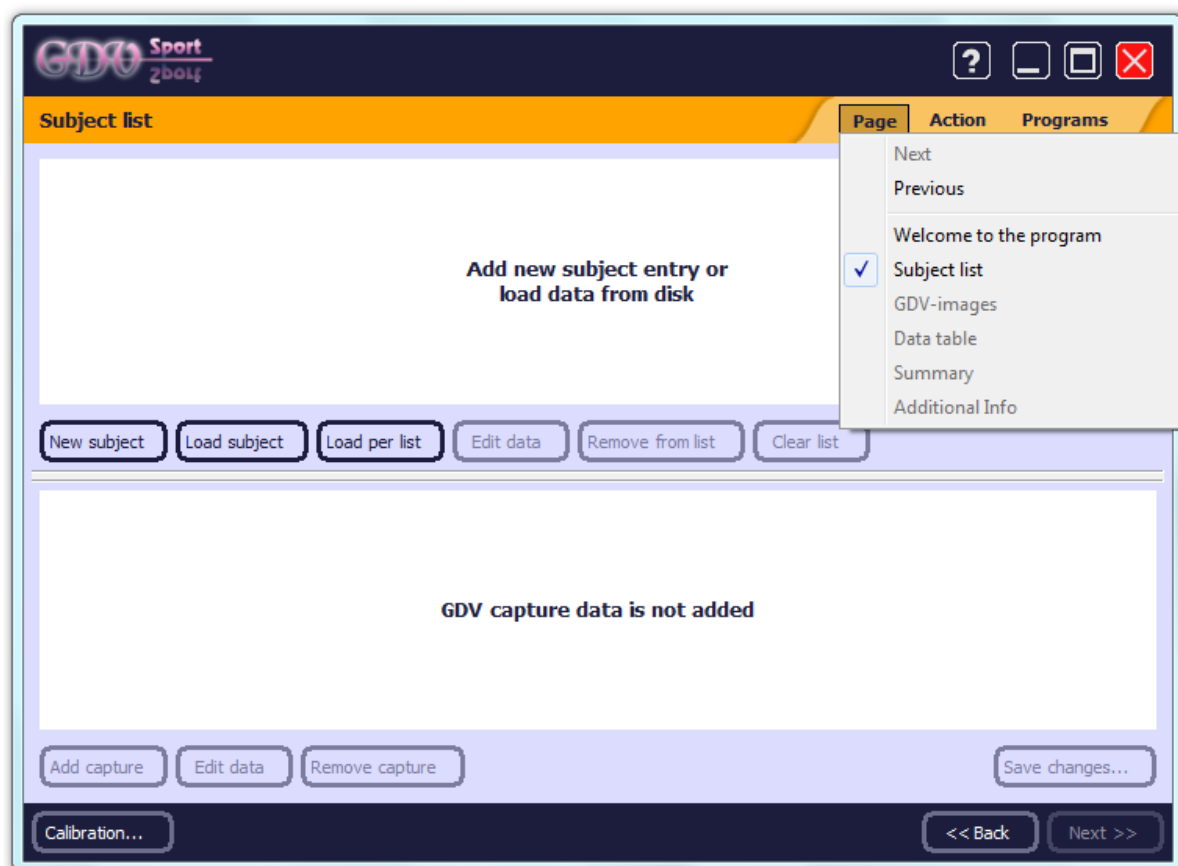 GDV Sport
Subject list
Page Action Programs
Next
Previous
Welcome to the program
Subject list
GDV-images
Data table
Summary
Additional Info
Add new subject entry or
load data from disk
New subject Load subject Load per list Edit data Remove from list Clear list
GDV capture data is not added
Add capture Edit data Remove capture Save changes...
Calibration... << Back Next >>